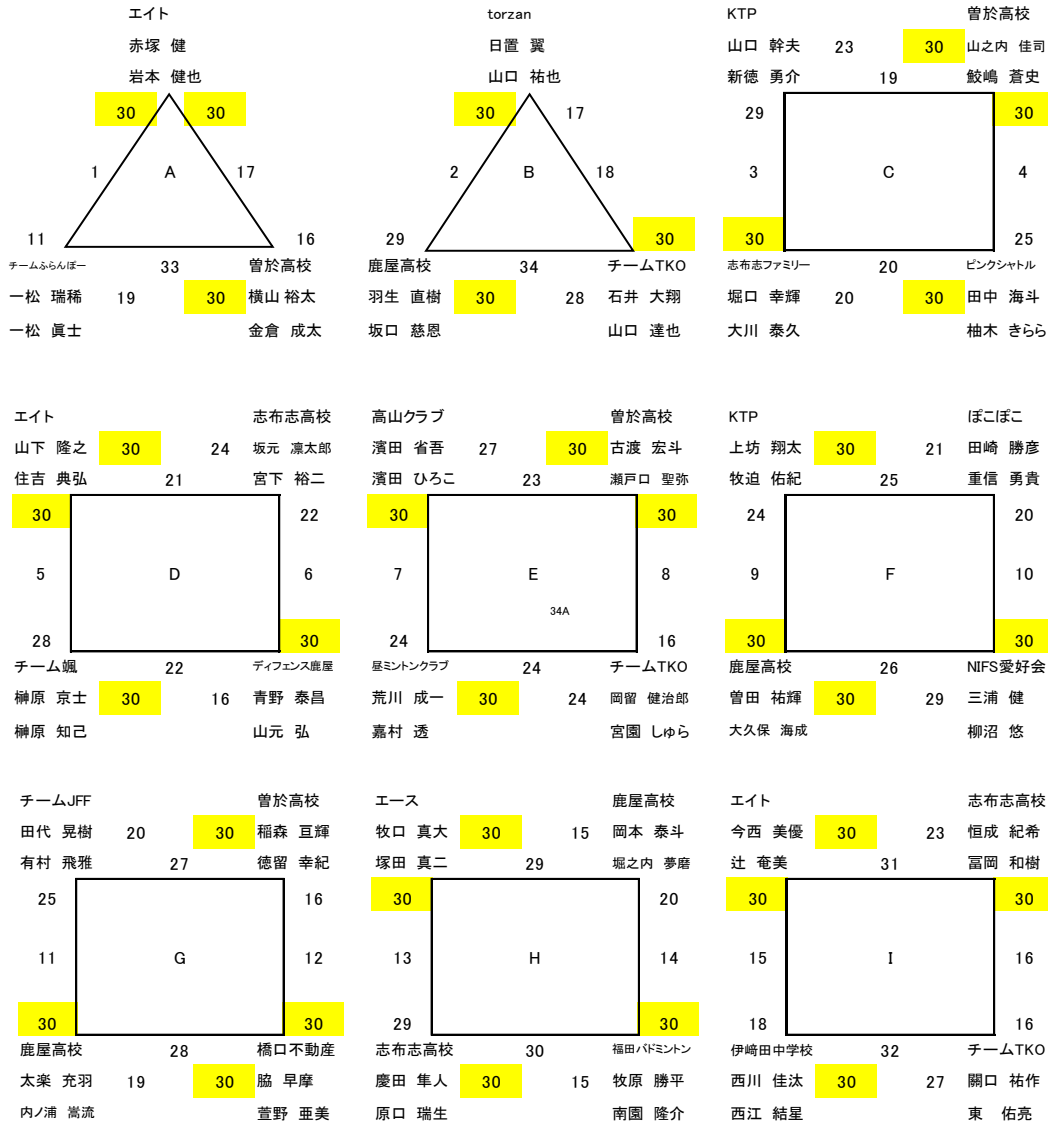 エイト
赤塚 健
岩本 健也
30 30
1 A 17
11 16
チームふらんぼー 33 曽於高校
一松 瑞稀 19 30 横山 裕太
一松 眞士 金倉 成太
torzan
日置 翼
山口 祐也
30 17
2 B 18
29 30
鹿屋高校 34 チームTKO
羽生 直樹 30 28 石井 大翔
坂口 慈恩 山口 達也
KTP 曽於高校
山口 幹夫 23 30 山之内 佳司
新徳 勇介 19 鮫嶋 蒼史
29 30
3 C 4
30 25
志布志ファミリー 20 ピンクシャトル
堀口 幸輝 20 30 田中 海斗
大川 泰久 柚木 きらら
エイト 志布志高校
山下 隆之 30 24 坂元 凛太郎
住吉 典弘 21 宮下 裕二
30 22
5 D 6
28 30
チーム颯 22 ディフェンス鹿屋
榊原 京士 30 16 青野 泰昌
榊原 知己 山元 弘
高山クラブ 曽於高校
濱田 省吾 27 30 古渡 宏斗
濱田 ひろこ 23 瀬戸口 聖弥
30 30
7 E 8
34A
24 16
昼ミントンクラブ 24 チームTKO
荒川 成一 30 24 岡留 健治郎
嘉村 透 宮園 しゅら
KTP ぽこぽこ
上坊 翔太 30 21 田崎 勝彦
牧迫 佑紀 25 重信 勇貴
24 20
9 F 10
30 30
鹿屋高校 26 NIFS愛好会
曽田 祐輝 30 29 三浦 健
大久保 海成 柳沼 悠
チームJFF 曽於高校
田代 晃樹 20 30 稲森 亘輝
有村 飛雅 27 徳留 幸紀
25 16
11 G 12
30 30
鹿屋高校 28 橋口不動産
太楽 充羽 19 30 脇 早摩
内ノ浦 嵩流 萱野 亜美
エース 鹿屋高校
牧口 真大 30 15 岡本 泰斗
塚田 真二 29 堀之内 夢磨
30 20
13 H 14
29 30
志布志高校 30 福田バドミントン
慶田 隼人 30 15 牧原 勝平
原口 瑞生 南園 隆介
エイト 志布志高校
今西 美優 30 23 恒成 紀希
辻 奄美 31 冨岡 和樹
30 30
15 I 16
18 16
伊﨑田中学校 32 チームTKO
西川 佳汰 30 27 關口 祐作
西江 結星 東 佑亮